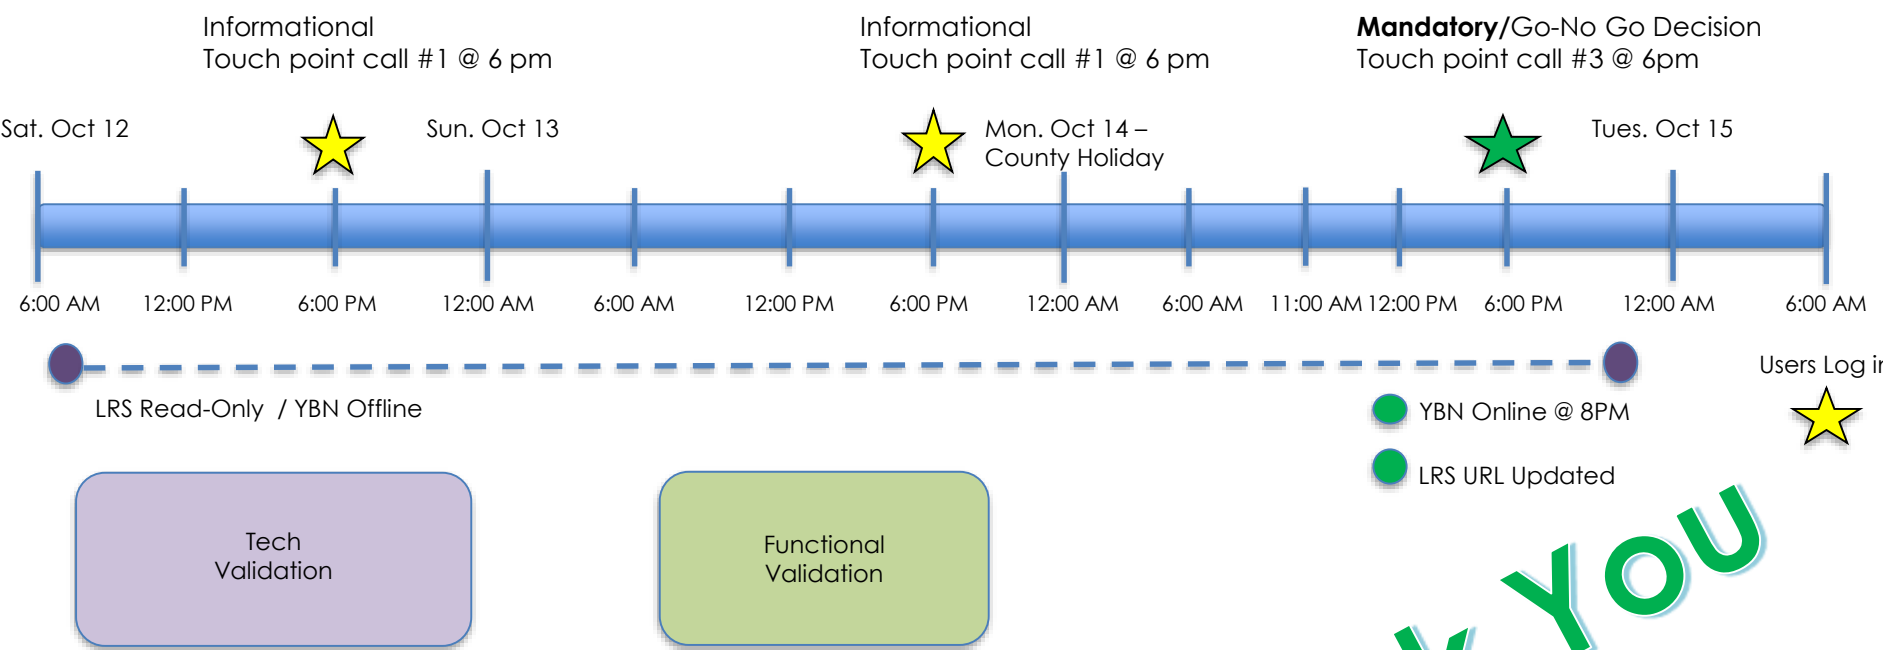 Informational
Touch point call #1 @ 6 pm
Informational
Touch point call #1 @ 6 pm
Mandatory/Go-No Go Decision
Touch point call #3 @ 6pm
Sat. Oct 12
Sun. Oct 13
Mon. Oct 14 –
County Holiday
Tues. Oct 15
6:00 AM 12:00 PM 6:00 PM 12:00 AM 6:00 AM 12:00 PM 6:00 PM 12:00 AM 6:00 AM 11:00 AM 12:00 PM 6:00 PM 12:00 AM 6:00 AM
Users Log in
LRS Read-Only / YBN Offline
YBN Online @ 8PM
LRS URL Updated
Tech
Validation
Functional
Validation
YOU